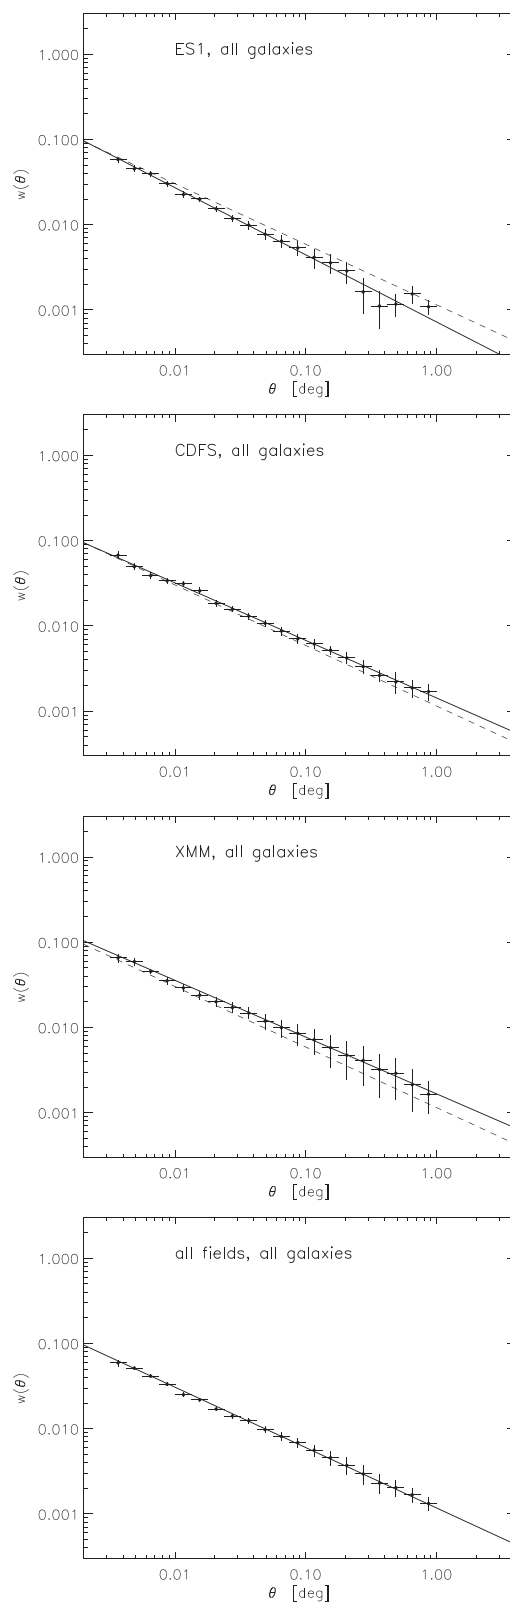 ES1, all galaxies
1.000
0.100
0.010
0.001
w(θ)
0.01 0.10 1.00
θ [deg]
CDFS, all galaxies
1.000
0.100
0.010
0.001
w(θ)
0.01 0.10 1.00
θ [deg]
XMM, all galaxies
1.000
0.100
0.010
0.001
w(θ)
0.01 0.10 1.00
θ [deg]
all fields, all galaxies
1.000
0.100
0.010
0.001
w(θ)
0.01 0.10 1.00
θ [deg]